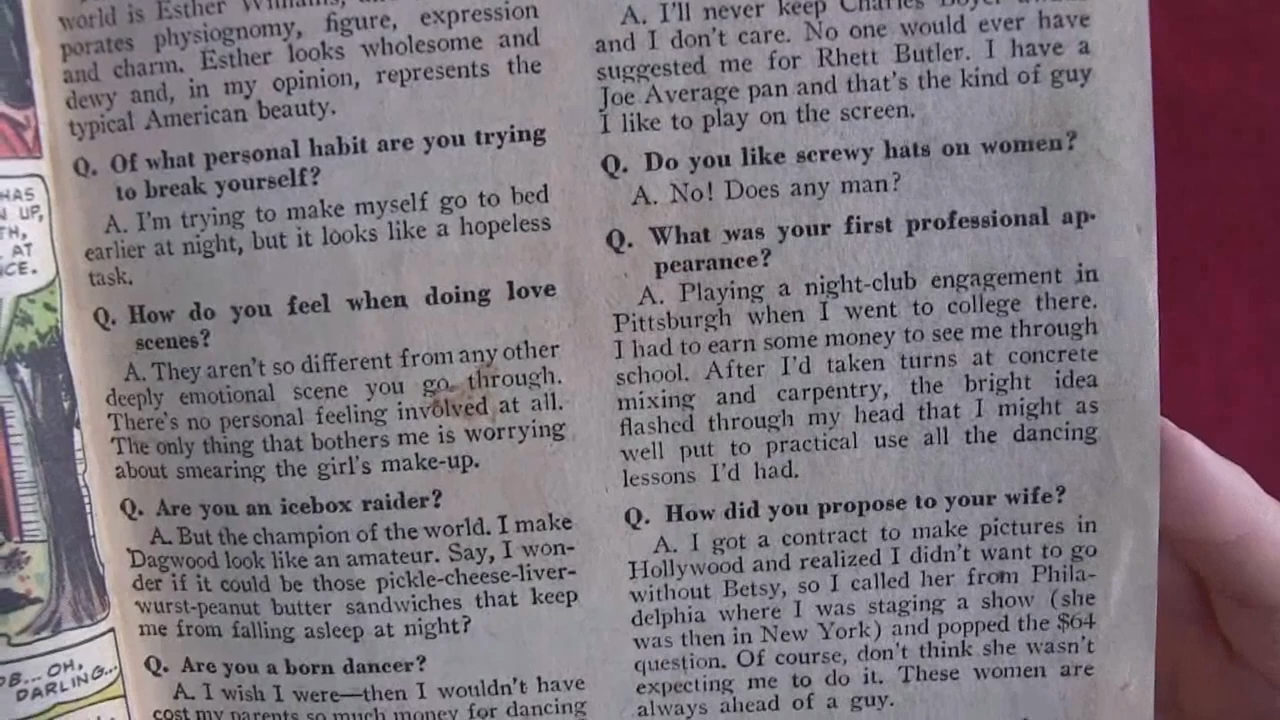 HAS
UP,
AT
CE.
OB... OH,
DARLING...
world is Esther Williams,
porates physiognomy, figure, expression
and charm. Esther looks wholesome and
dewy and, in my opinion, represents the
typical American beauty.
Q. Of what personal habit are you trying
to break yourself?
A. I'm trying to make myself go to bed
earlier at night, but it looks like a hopeless
task.
Q. How do you feel when doing love
scenes?
A. They aren't so different from any other
deeply emotional scene you go through.
There's no personal feeling involved at all.
The only thing that bothers me is worrying
about smearing the girl's make-up.
Q. Are you an icebox raider?
A. But the champion of the world. I make
Dagwood look like an amateur. Say, I won-
der if it could be those pickle-cheese-liver-
wurst-peanut butter sandwiches that keep
me from falling asleep at night?
Q. Are you a born dancer?
A. I wish I were—then I wouldn't have
cost my parents so much money for dancing
A. I'll never keep Charles Boyer
and I don't care. No one would ever have
suggested me for Rhett Butler. I have a
Joe Average pan and that's the kind of guy
I like to play on the screen.
Q. Do you like screwy hats on women?
A. No! Does any man?
Q. What was your first professional ap-
pearance?
A. Playing a night-club engagement in
Pittsburgh when I went to college there.
I had to earn some money to see me through
school. After I'd taken turns at concrete
mixing and carpentry, the bright idea
flashed through my head that I might as
well put to practical use all the dancing
lessons I'd had.
Q. How did you propose to your wife?
A. I got a contract to make pictures in
Hollywood and realized I didn't want to go
without Betsy, so I called her from Phila-
delphia where I was staging a show (she
was then in New York) and popped the $64
question. Of course, don't think she wasn't
expecting me to do it. These women are
always ahead of a guy.